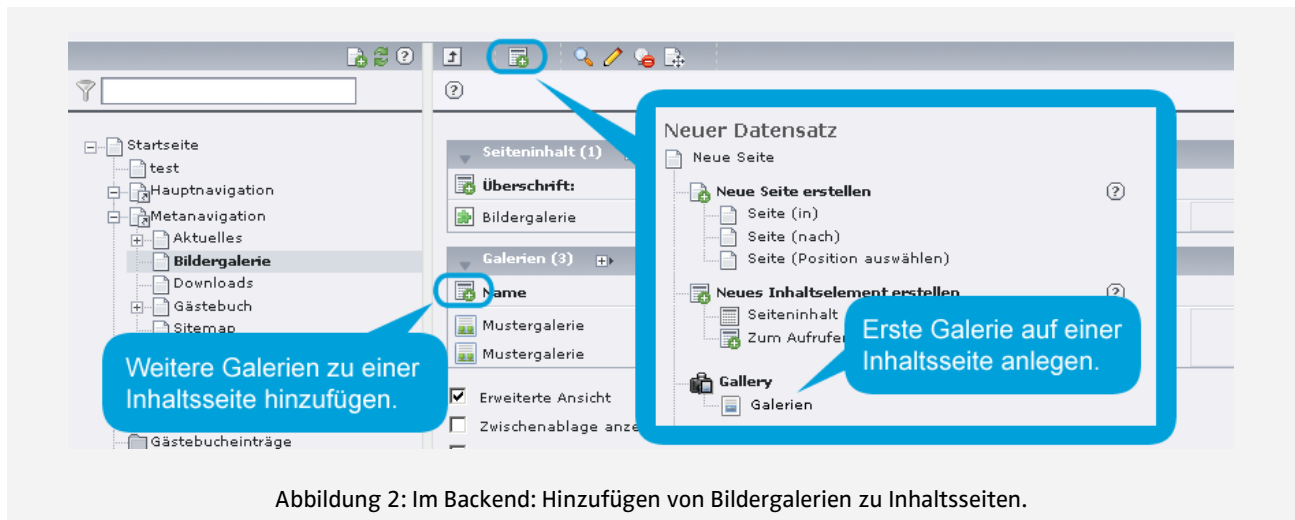 Startseite
test
Hauptnavigation
Metanavigation
Aktuelles
Bildergalerie
Downloads
Gästebuch
Sitemap
Gästebucheinträge
Weitere Galerien zu einer
Inhaltsseite hinzufügen.
Seiteninhalt (1)
Überschrift:
Bildergalerie
Galerien (3)
Name
Mustergalerie
Mustergalerie
Erweiterte Ansicht
Zwischenablage anze
Neuer Datensatz
Neue Seite
Neue Seite erstellen
Seite (in)
Seite (nach)
Seite (Position auswählen)
Neues Inhaltselement erstellen
Seiteninhalt
Zum Aufrufe
Gallery
Galerien
Erste Galerie auf einer
Inhaltsseite anlegen.
Abbildung 2: Im Backend: Hinzufügen von Bildergalerien zu Inhaltsseiten.